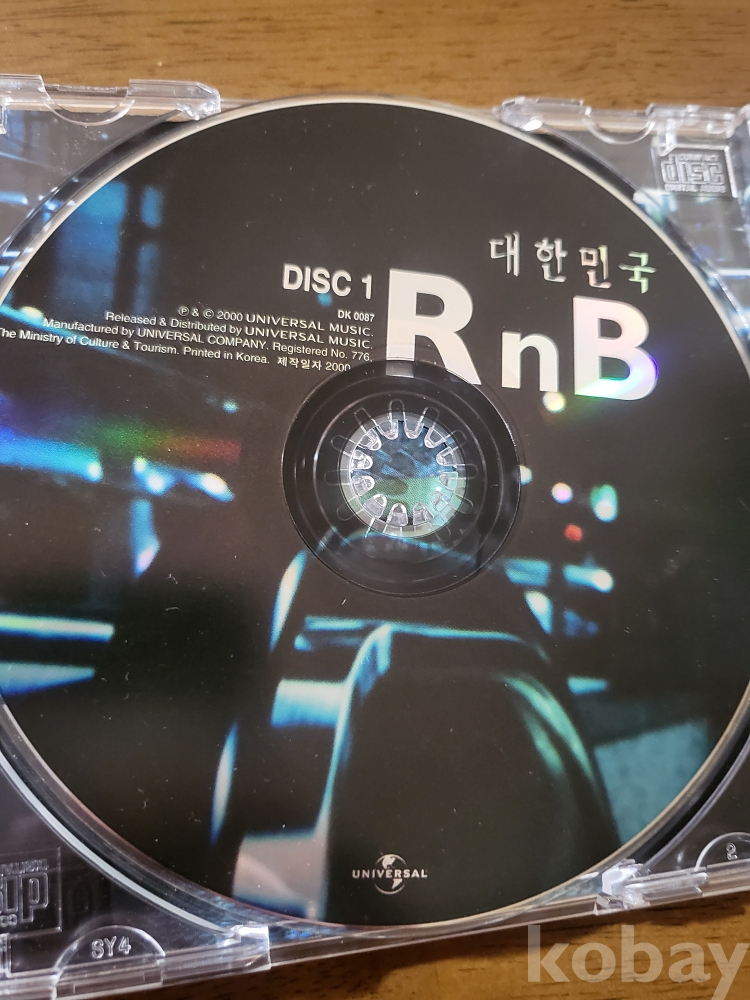 COMPACT
disc
DIGITAL AUDIO
대한민국
RnB
DISC 1
DK 0087
℗ & © 2000 UNIVERSAL MUSIC.
Released & Distributed by UNIVERSAL MUSIC.
Manufactured by UNIVERSAL COMPANY. Registered No. 776,
The Ministry of Culture & Tourism. Printed in Korea. 제작일자 2000.
UNIVERSAL
SY4
2
kobay